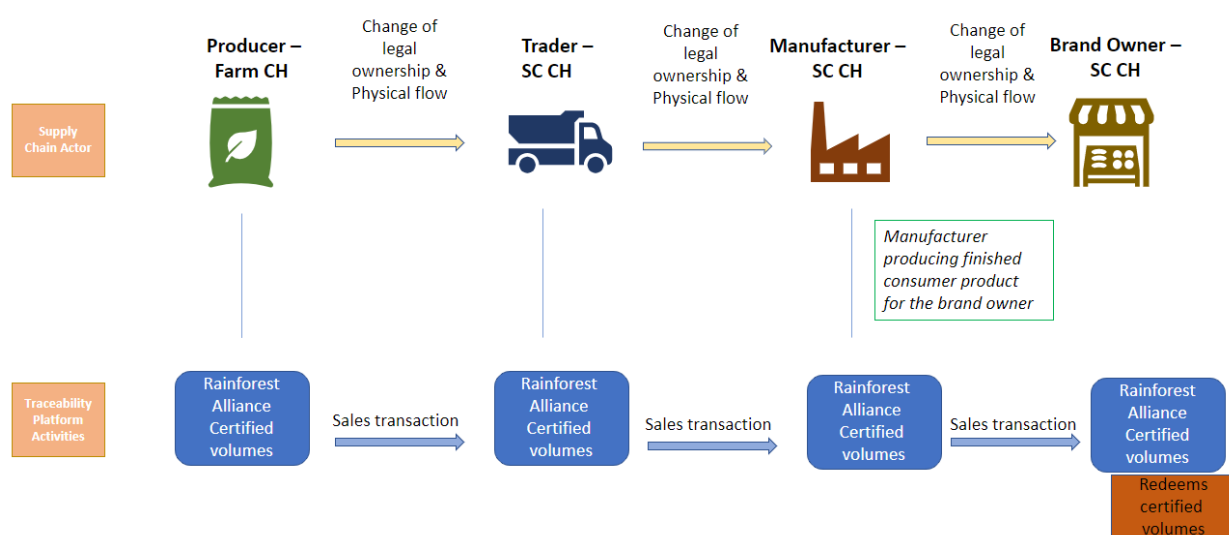 Producer –
Farm CH
Change of
legal
ownership &
Physical flow
Trader –
SC CH
Change of
legal
ownership &
Physical flow
Manufacturer –
SC CH
Change of
legal
ownership &
Physical flow
Brand Owner –
SC CH
Supply
Chain Actor
Manufacturer
producing finished
consumer product
for the brand owner
Traceability
Platform
Activities
Rainforest
Alliance
Certified
volumes
Sales transaction
Rainforest
Alliance
Certified
volumes
Sales transaction
Rainforest
Alliance
Certified
volumes
Sales transaction
Rainforest
Alliance
Certified
volumes
Redeems
certified
volumes